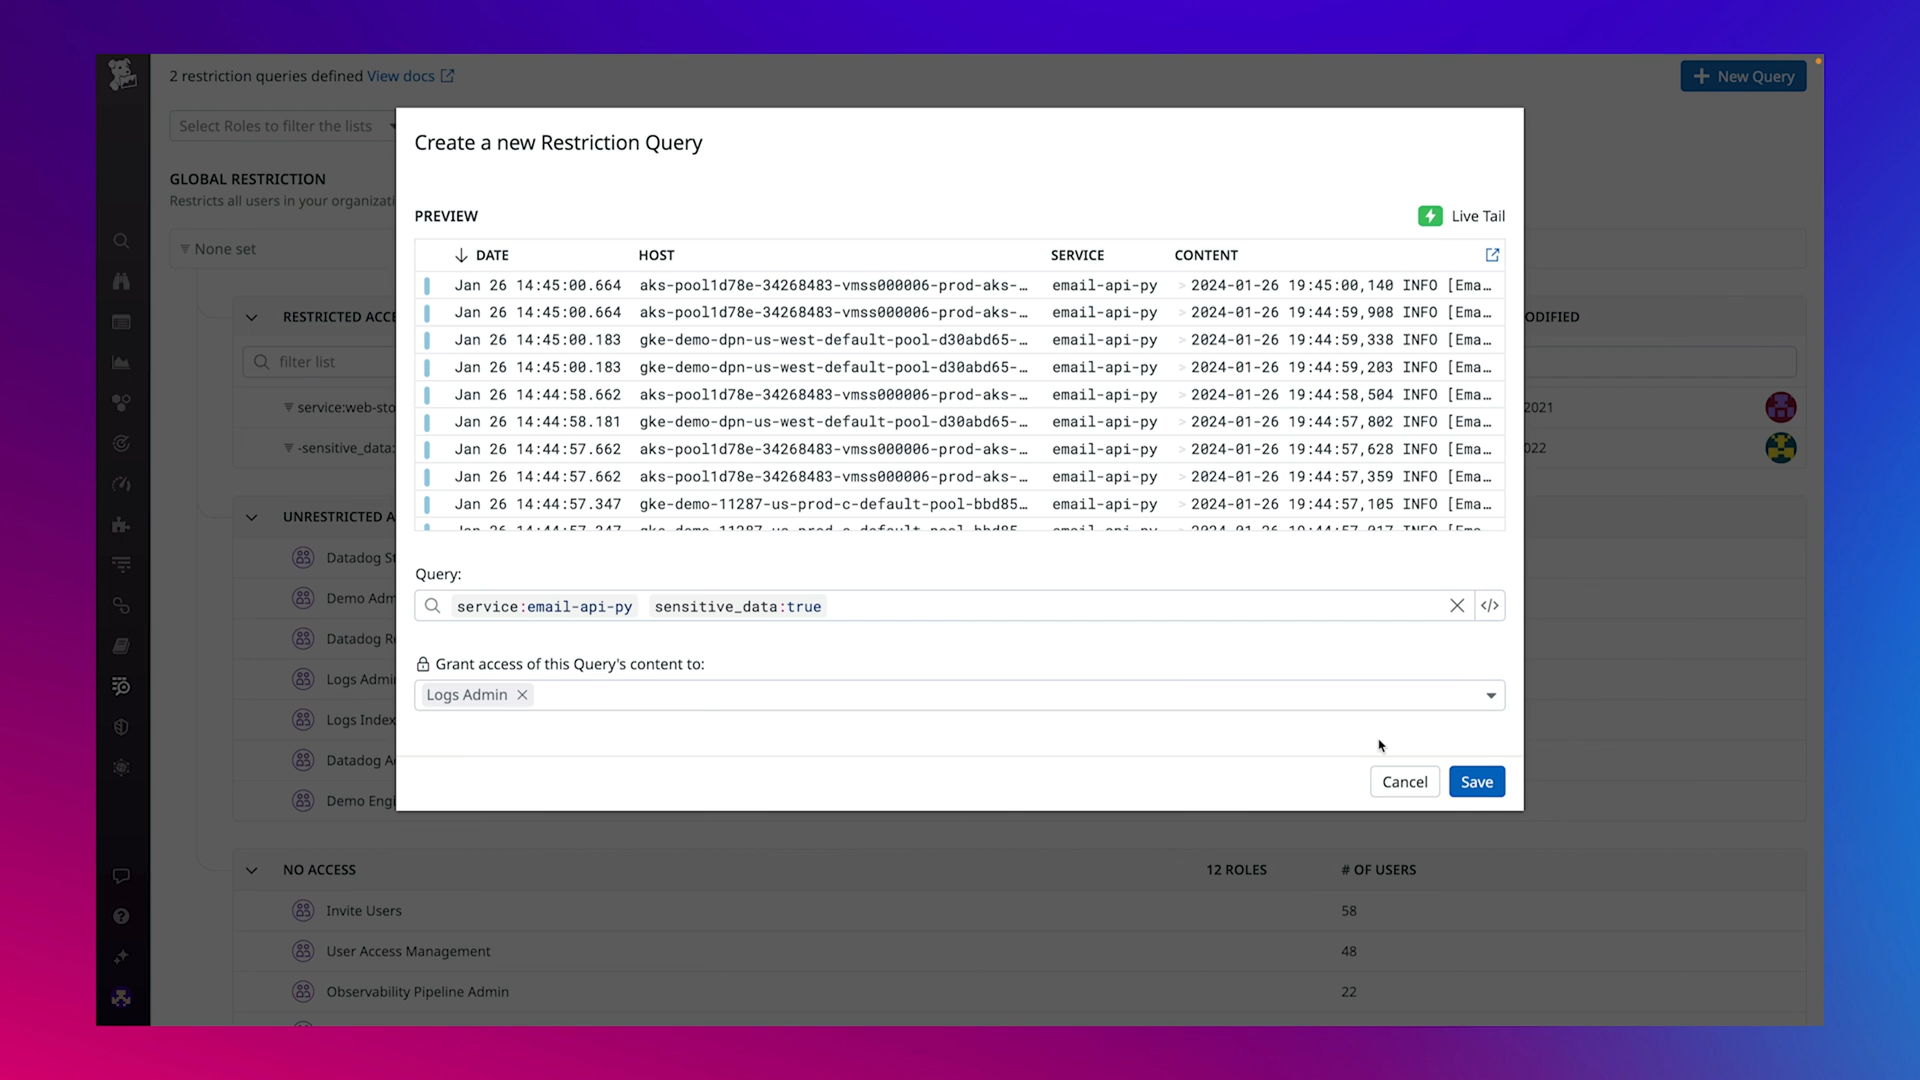 2 restriction queries defined View docs
New Query
Select Roles to filter the lists
GLOBAL RESTRICTION
Restricts all users in your organizati
None set
RESTRICTED ACCE
ODIFIED
filter list
service:web-sto
2021
-sensitive_data:
022
UNRESTRICTED A
Datadog St
Demo Adm
Datadog Re
Logs Admi
Logs Index
Datadog A
Demo Engi
NO ACCESS 12 ROLES # OF USERS
Invite Users 58
User Access Management 48
Observability Pipeline Admin 22
Create a new Restriction Query
PREVIEW
Live Tail
DATE HOST SERVICE CONTENT
Jan 26 14:45:00.664 aks-pool1d78e-34268483-vmss000006-prod-aks-… email-api-py > 2024-01-26 19:45:00,140 INFO [Ema…
Jan 26 14:45:00.664 aks-pool1d78e-34268483-vmss000006-prod-aks-… email-api-py > 2024-01-26 19:44:59,908 INFO [Ema…
Jan 26 14:45:00.183 gke-demo-dpn-us-west-default-pool-d30abd65-… email-api-py > 2024-01-26 19:44:59,338 INFO [Ema…
Jan 26 14:45:00.183 gke-demo-dpn-us-west-default-pool-d30abd65-… email-api-py > 2024-01-26 19:44:59,203 INFO [Ema…
Jan 26 14:44:58.662 aks-pool1d78e-34268483-vmss000006-prod-aks-… email-api-py > 2024-01-26 19:44:58,504 INFO [Ema…
Jan 26 14:44:58.181 gke-demo-dpn-us-west-default-pool-d30abd65-… email-api-py > 2024-01-26 19:44:57,802 INFO [Ema…
Jan 26 14:44:57.662 aks-pool1d78e-34268483-vmss000006-prod-aks-… email-api-py > 2024-01-26 19:44:57,628 INFO [Ema…
Jan 26 14:44:57.662 aks-pool1d78e-34268483-vmss000006-prod-aks-… email-api-py > 2024-01-26 19:44:57,359 INFO [Ema…
Jan 26 14:44:57.347 gke-demo-11287-us-prod-c-default-pool-bbd85… email-api-py > 2024-01-26 19:44:57,105 INFO [Ema…
Jan 26 14:44:57.347 gke-demo-11287-us-prod-c-default-pool-bbd85… email-api-py > 2024-01-26 19:44:57,017 INFO [Ema…
Query:
service:email-api-py sensitive_data:true
</>
Grant access of this Query's content to:
Logs Admin
Cancel
Save